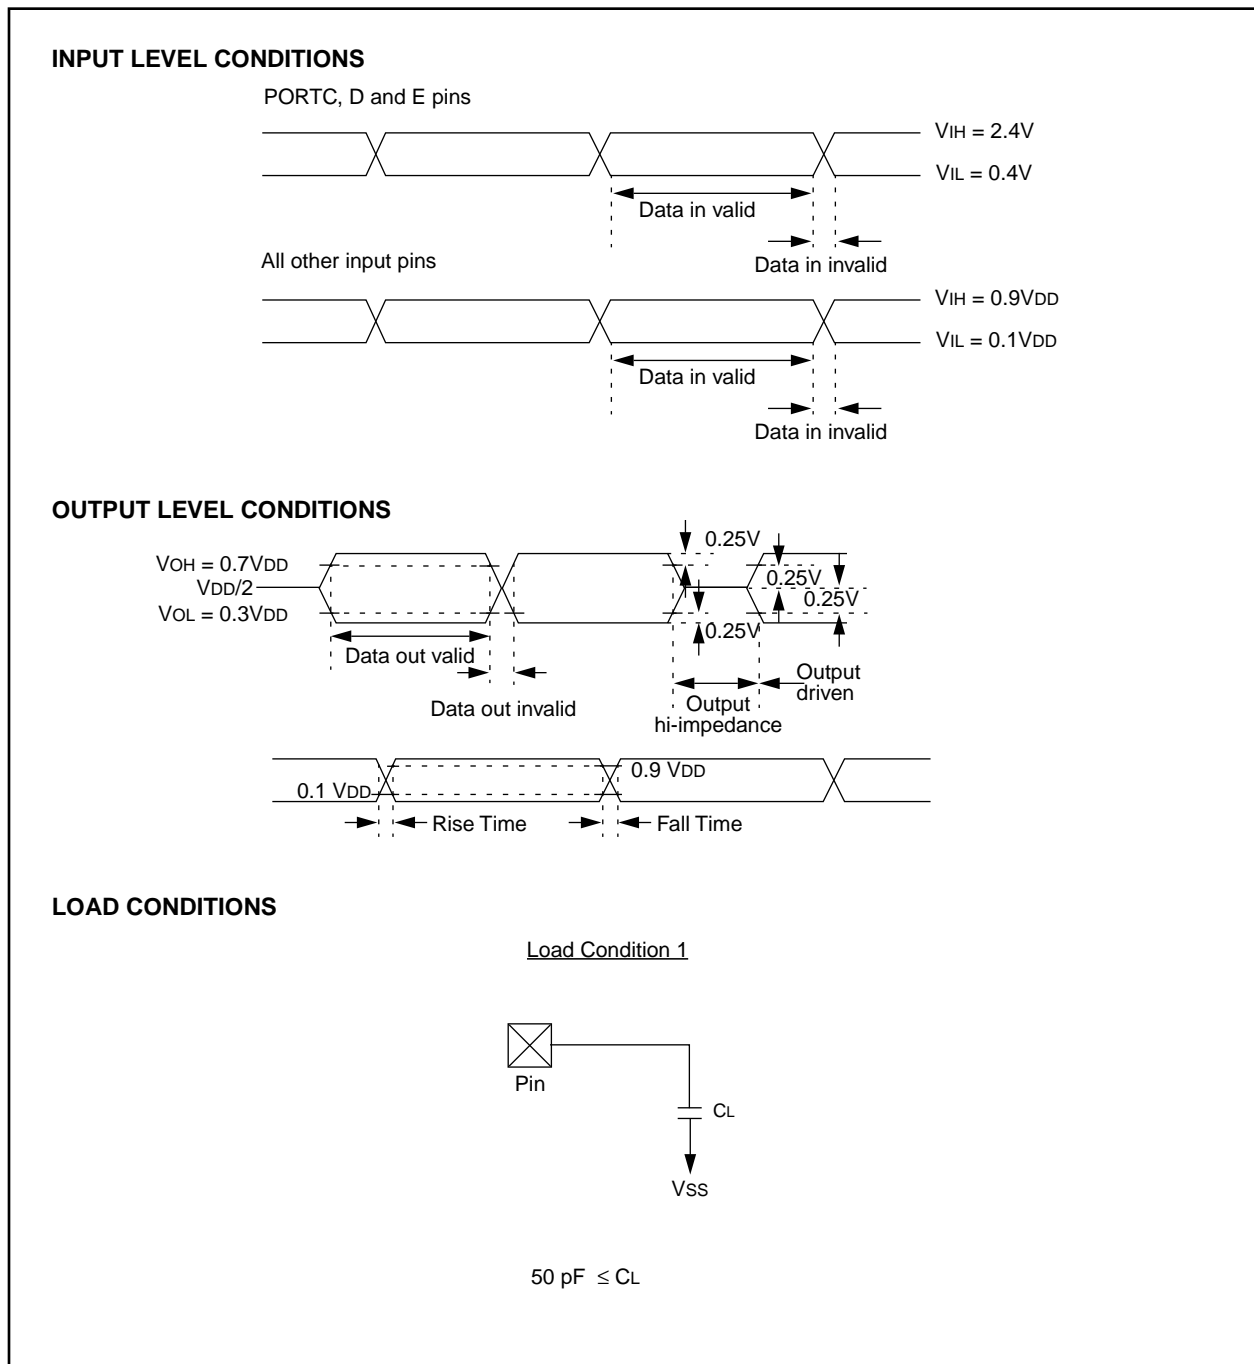 INPUT LEVEL CONDITIONS
PORTC, D and E pins
VIH = 2.4V
VIL = 0.4V
Data in valid
Data in invalid
All other input pins
VIH = 0.9VDD
VIL = 0.1VDD
Data in valid
Data in invalid
OUTPUT LEVEL CONDITIONS
0.25V
VOH = 0.7VDD
VDD/2
VOL = 0.3VDD
0.25V
0.25V
0.25V
Data out valid
Data out invalid
Output
hi-impedance
Output
driven
0.9 VDD
0.1 VDD
Rise Time
Fall Time
LOAD CONDITIONS
Load Condition 1
Pin
CL
VSS
50 pF ≤ CL